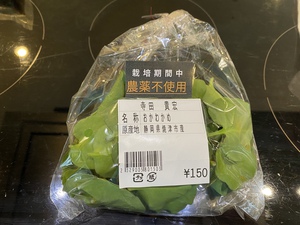 栽培期間中
農薬不使用
寺田 貴宏
名 称 おかわかめ
原産地 静岡県焼津市産
¥150